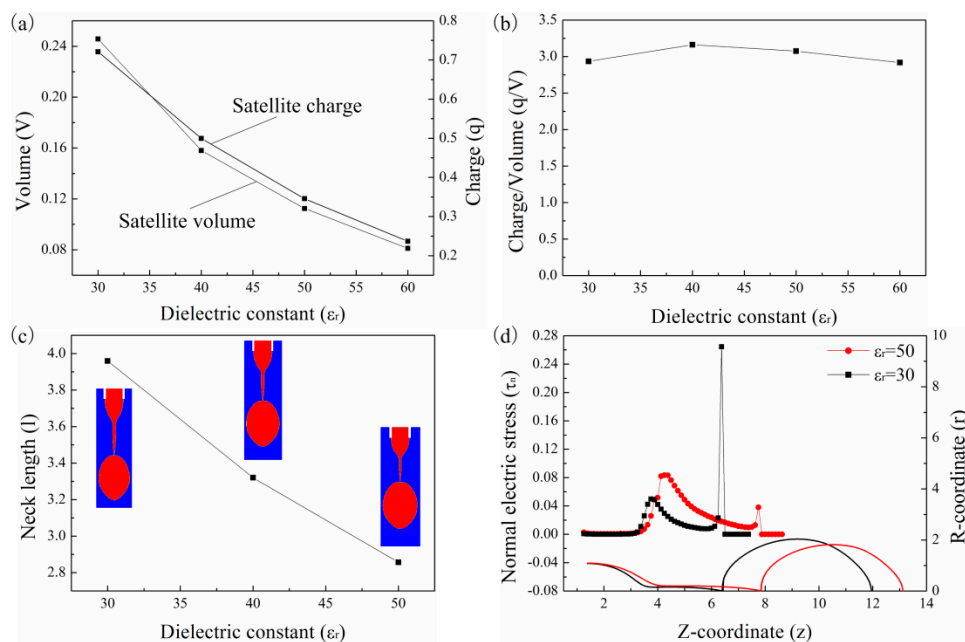 (a)
0.24
0.20
0.16
0.12
0.08
Volume (V)
0.8
0.7
0.6
0.5
0.4
0.3
0.2
Charge (q)
Satellite charge
Satellite volume
30 35 40 45 50 55 60
Dielectric constant (εᵣ)
(b)
3.5
3.0
2.5
2.0
1.5
1.0
0.5
0.0
Charge/Volume (q/V)
30 35 40 45 50 55 60
Dielectric constant (εᵣ)
(c)
4.0
3.8
3.6
3.4
3.2
3.0
2.8
Neck length (l)
30 35 40 45 50
Dielectric constant (εᵣ)
(d)
0.28
0.24
0.20
0.16
0.12
0.08
0.04
0.00
-0.04
-0.08
Normal electric stress (τₙ)
εᵣ=50
εᵣ=30
10
8
6
4
2
0
R-coordinate (r)
2 4 6 8 10 12 14
Z-coordinate (z)